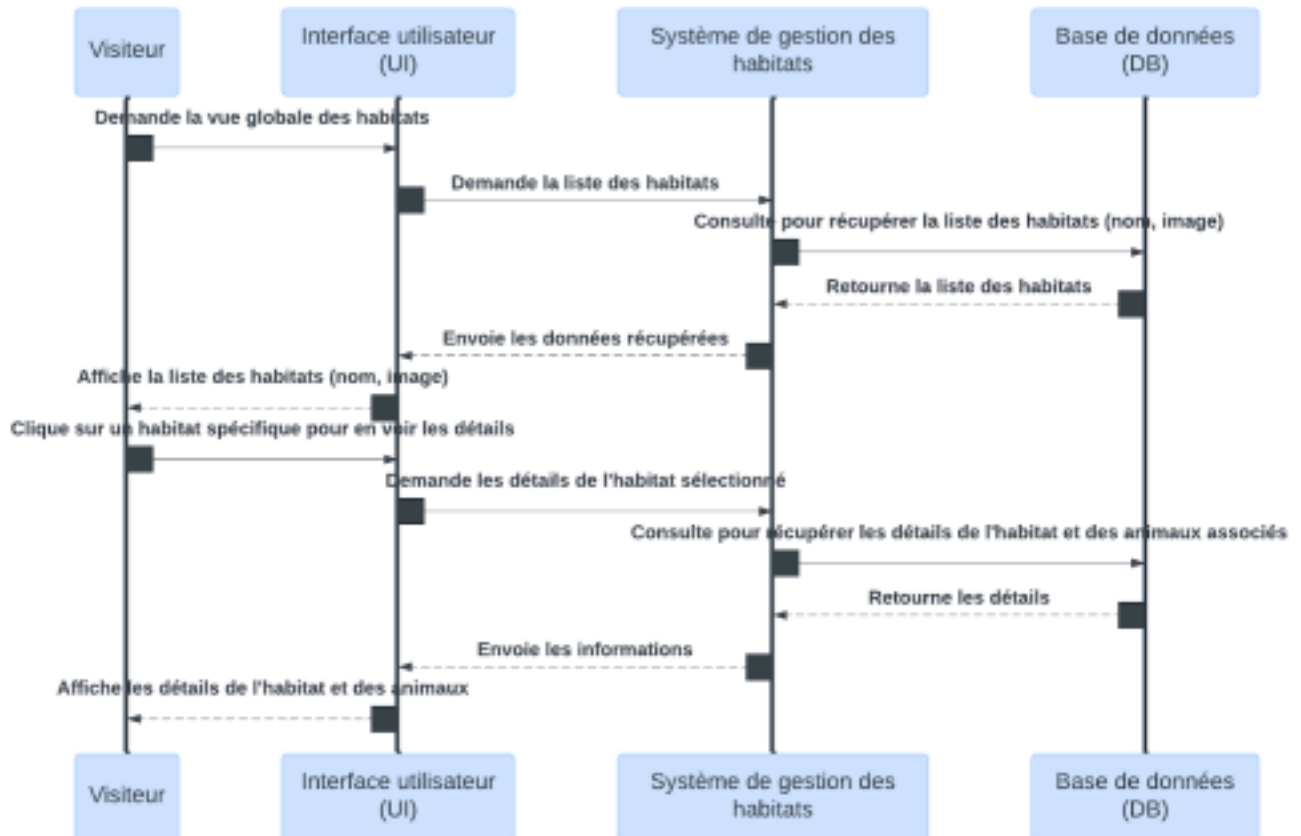 Visiteur
Interface utilisateur
(UI)
Système de gestion des
habitats
Base de données
(DB)
Demande la vue globale des habitats
Demande la liste des habitats
Consulte pour récupérer la liste des habitats (nom, image)
Retourne la liste des habitats
Envoie les données récupérées
Affiche la liste des habitats (nom, image)
Clique sur un habitat spécifique pour en voir les détails
Demande les détails de l'habitat sélectionné
Consulte pour récupérer les détails de l'habitat et des animaux associés
Retourne les détails
Envoie les informations
Affiche les détails de l'habitat et des animaux
Visiteur
Interface utilisateur
(UI)
Système de gestion des
habitats
Base de données
(DB)